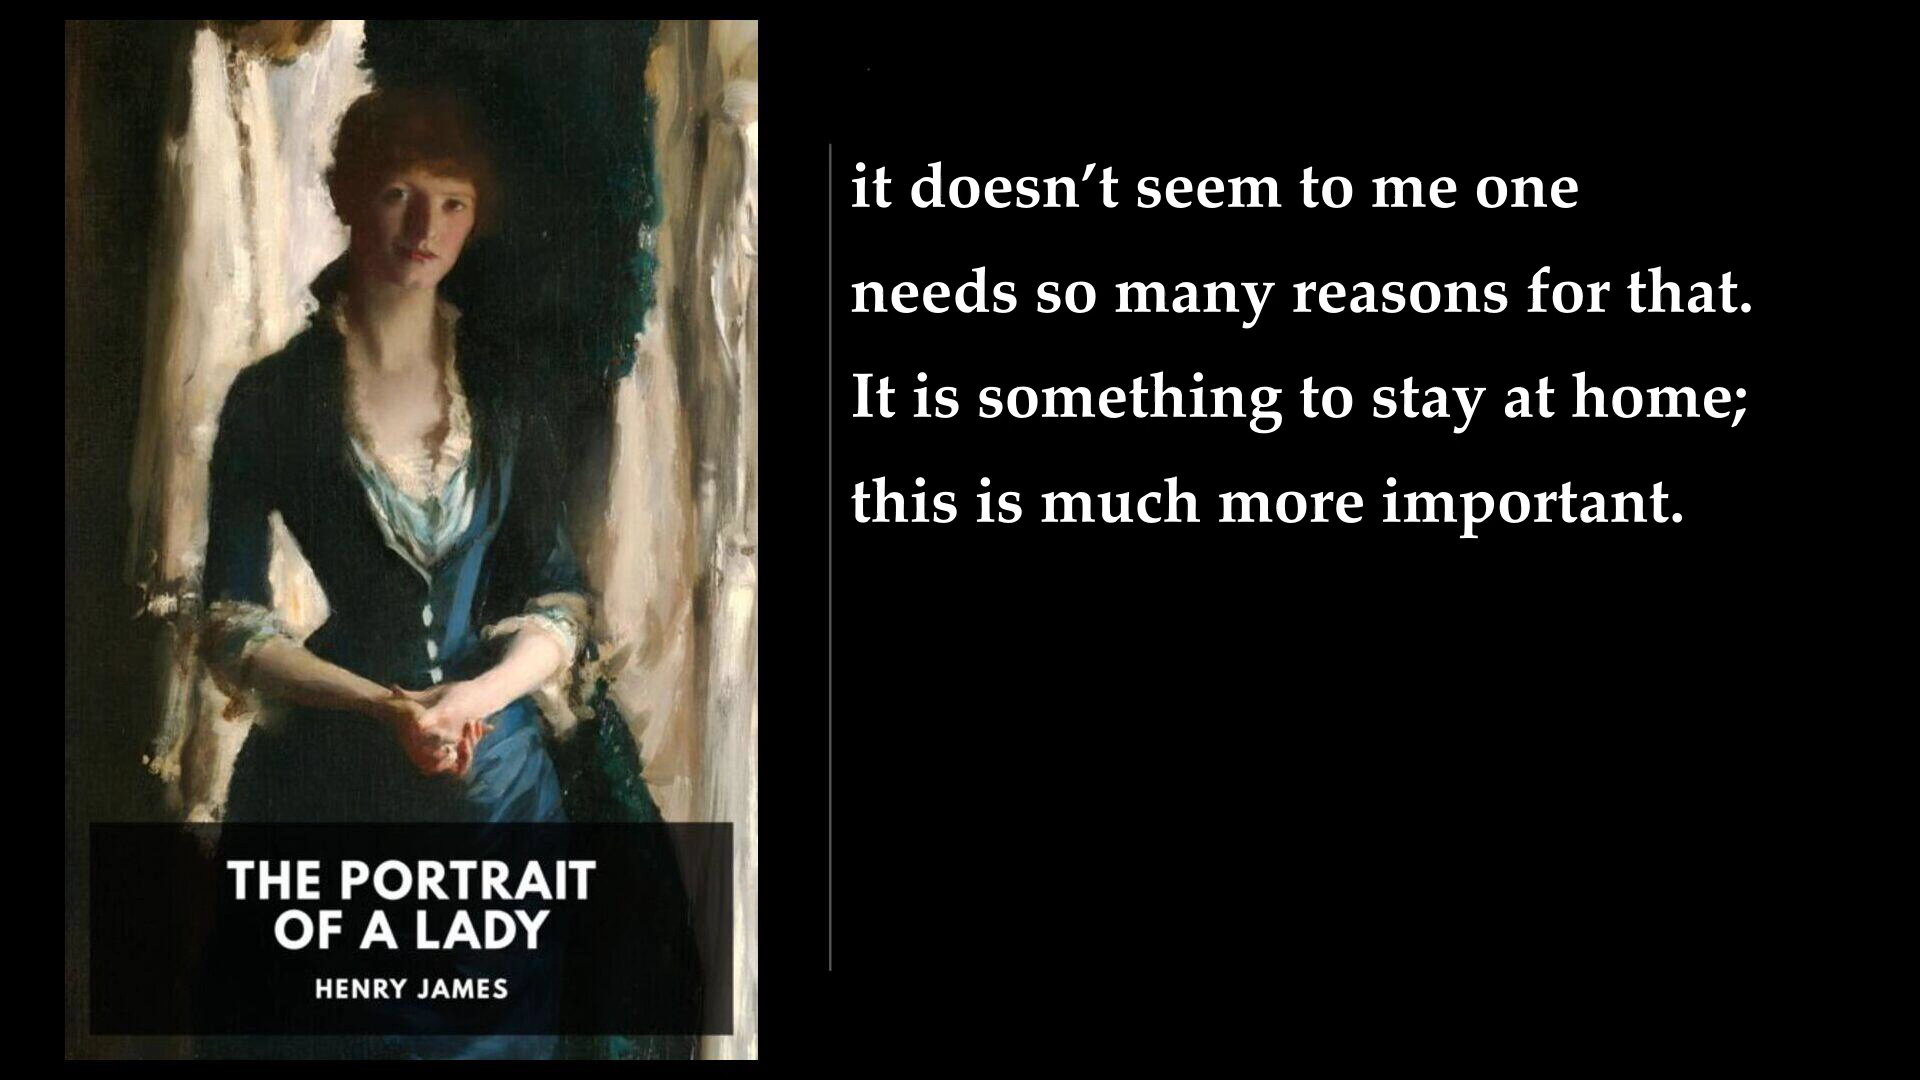 it doesn’t seem to me one
needs so many reasons for that.
It is something to stay at home;
this is much more important.
THE PORTRAIT
OF A LADY
HENRY JAMES